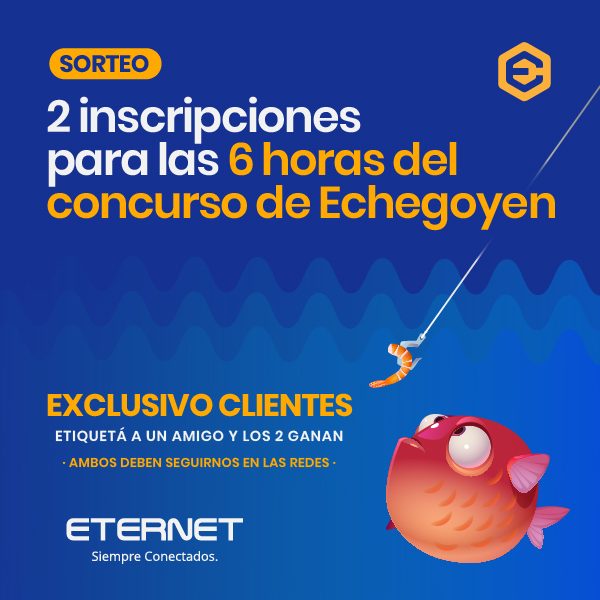 SORTEO
2 inscripciones
para las 6 horas del
concurso de Echegoyen
EXCLUSIVO CLIENTES
ETIQUETÁ A UN AMIGO Y LOS 2 GANAN
· AMBOS DEBEN SEGUIRNOS EN LAS REDES ·
ETERNET
Siempre Conectados.